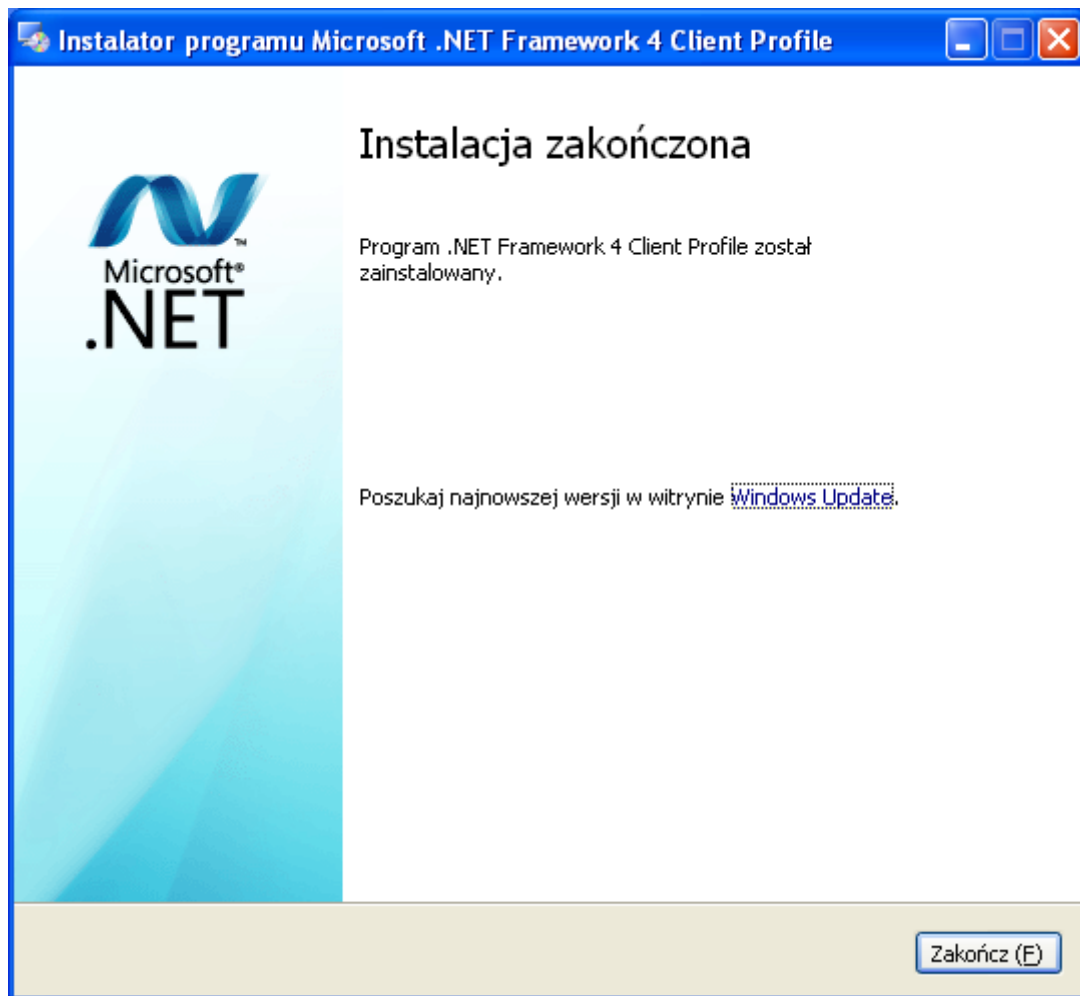 Instalator programu Microsoft .NET Framework 4 Client Profile
Instalacja zakończona
Microsoft®
.NET™
Program .NET Framework 4 Client Profile został
zainstalowany.
Poszukaj najnowszej wersji w witrynie Windows Update.
Zakończ (F)